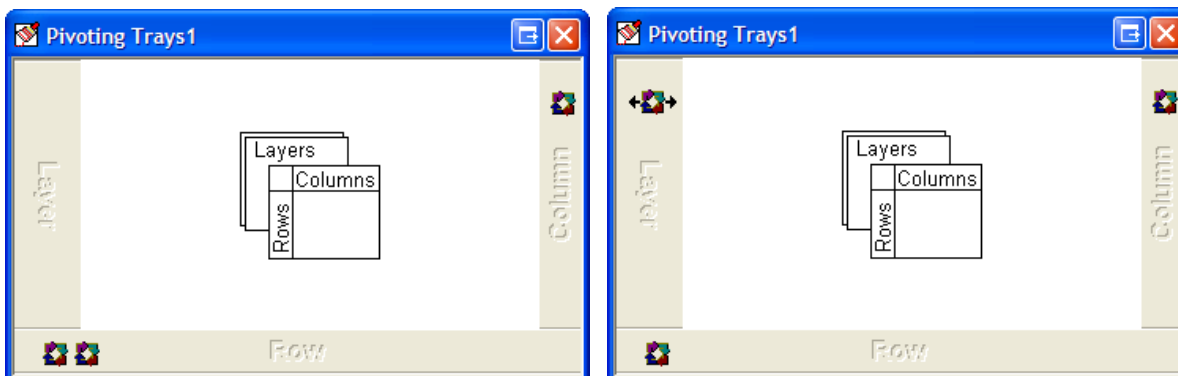 Pivoting Trays1
Layer
Layers
Columns
Rows
Column
Row
Pivoting Trays1
Layer
Layers
Columns
Rows
Column
Row